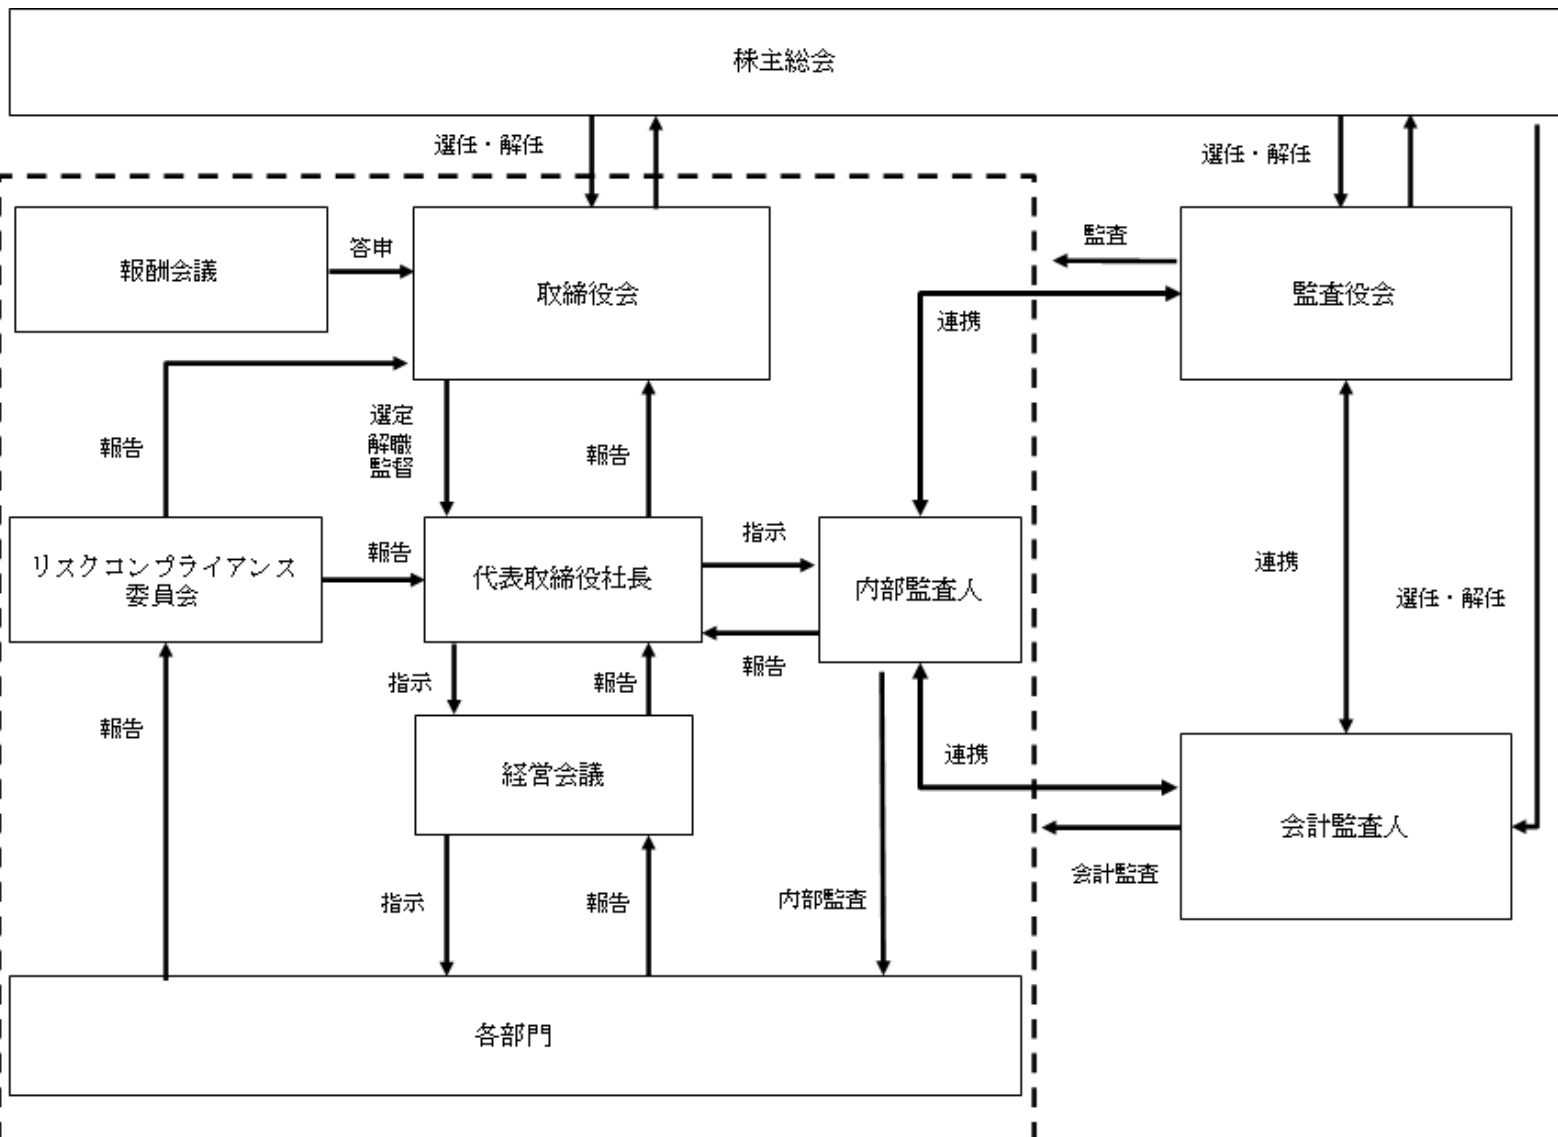 株主総会
選任・解任
選任・解任
報酬会議
答申
取締役会
監査
監査役会
連携
選定
解職
監督
報告
報告
リスクコンプライアンス
委員会
報告
代表取締役社長
指示
内部監査人
報告
連携
選任・解任
指示
報告
報告
経営会議
連携
会計監査人
会計監査
指示
報告
内部監査
各部門